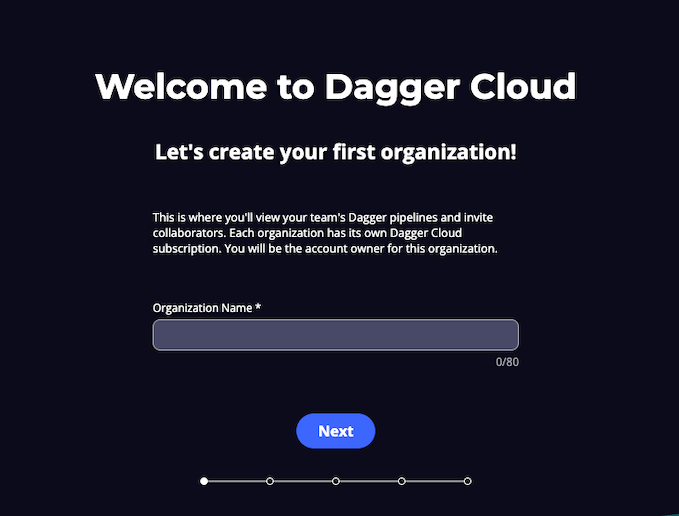 Welcome to Dagger Cloud
Let's create your first organization!
This is where you'll view your team's Dagger pipelines and invite
collaborators. Each organization has its own Dagger Cloud
subscription. You will be the account owner for this organization.
Organization Name *
0/80
Next